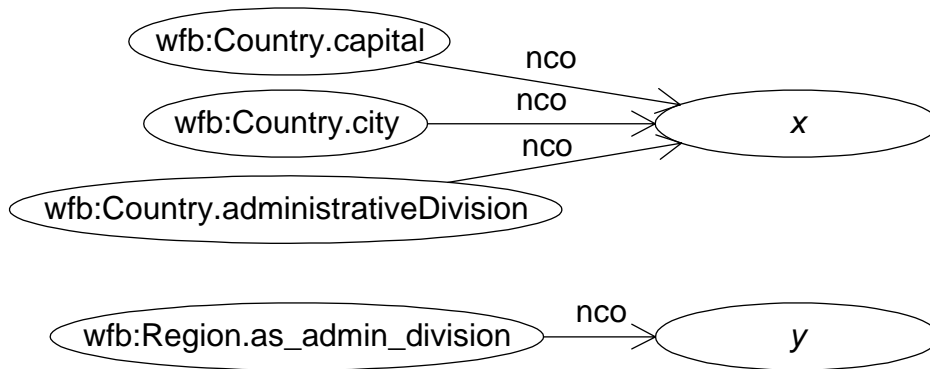 wfb:Country.capital
nco
wfb:Country.city
nco
x
nco
wfb:Country.administrativeDivision
wfb:Region.as_admin_division
nco
y